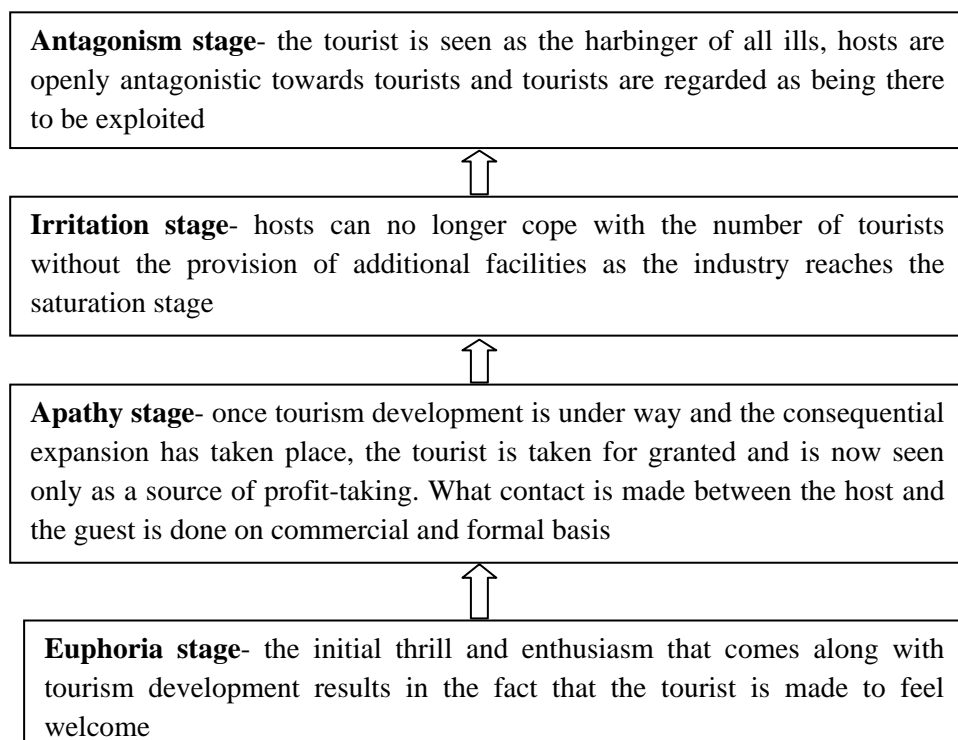 Antagonism stage- the tourist is seen as the harbinger of all ills, hosts are
openly antagonistic towards tourists and tourists are regarded as being there
to be exploited
Irritation stage- hosts can no longer cope with the number of tourists
without the provision of additional facilities as the industry reaches the
saturation stage
Apathy stage- once tourism development is under way and the consequential
expansion has taken place, the tourist is taken for granted and is now seen
only as a source of profit-taking. What contact is made between the host and
the guest is done on commercial and formal basis
Euphoria stage- the initial thrill and enthusiasm that comes along with
tourism development results in the fact that the tourist is made to feel
welcome